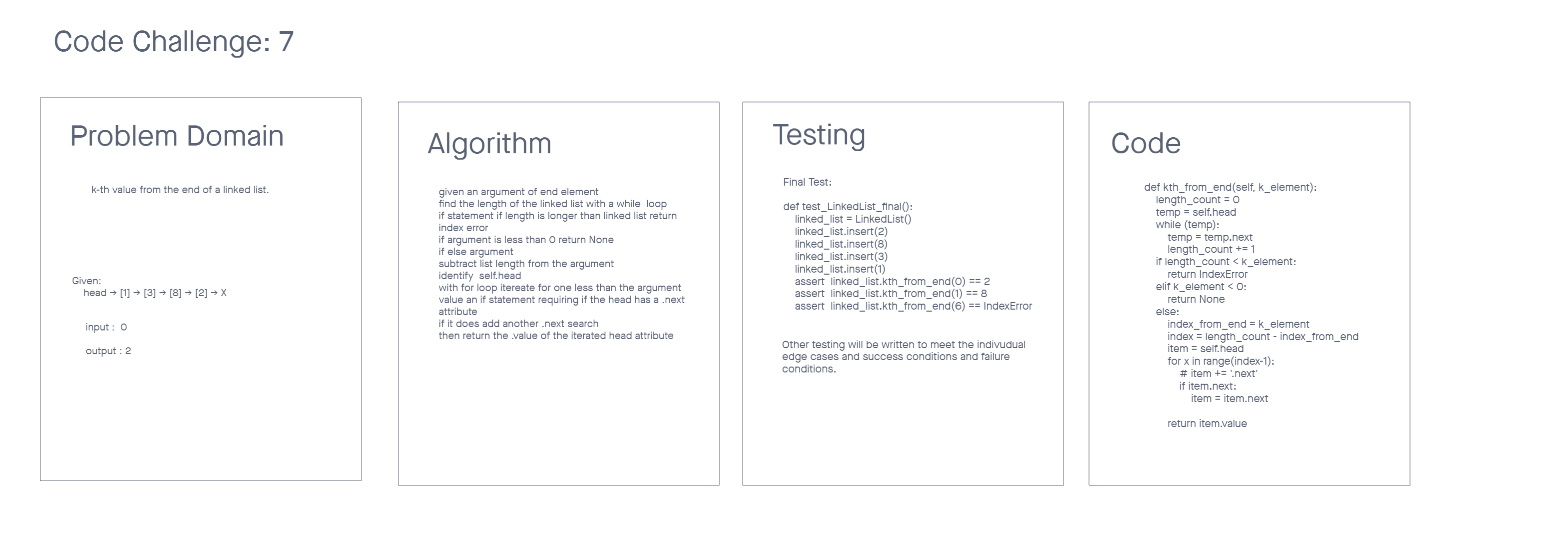 Code Challenge: 7
Problem Domain
k-th value from the end of a linked list.
Given:
head → [1] → [3] → [8] → [2] → X
input : 0
output : 2
Algorithm
given an argument of end element
find the length of the linked list with a while loop
if statement if length is longer than linked list return
index error
if argument is less than 0 return None
if else argument
subtract list length from the argument
identify self.head
with for loop itereate for one less than the argument
value an if statement requiring if the head has a .next
attribute
if it does add another .next search
then return the .value of the iterated head attribute
Testing
Final Test:
def test_LinkedList_final():
linked_list = LinkedList()
linked_list.insert(2)
linked_list.insert(8)
linked_list.insert(3)
linked_list.insert(1)
assert linked_list.kth_from_end(0) == 2
assert linked_list.kth_from_end(1) == 8
assert linked_list.kth_from_end(6) == IndexError
Other testing will be written to meet the indivudual
edge cases and success conditions and failure
conditions.
Code
def kth_from_end(self, k_element):
length_count = 0
temp = self.head
while (temp):
temp = temp.next
length_count += 1
if length_count < k_element:
return IndexError
elif k_element < 0:
return None
else:
index_from_end = k_element
index = length_count - index_from_end
item = self.head
for x in range(index-1):
# item += '.next'
if item.next:
item = item.next
return item.value